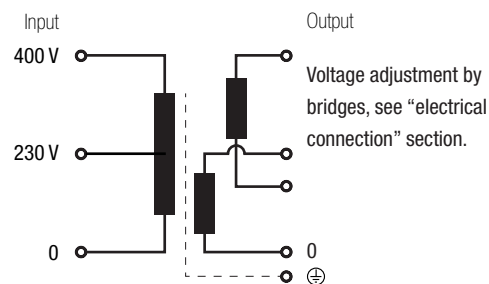 Input
Output
400 V
Voltage adjustment by
bridges, see “electrical
connection” section.
230 V
0
0